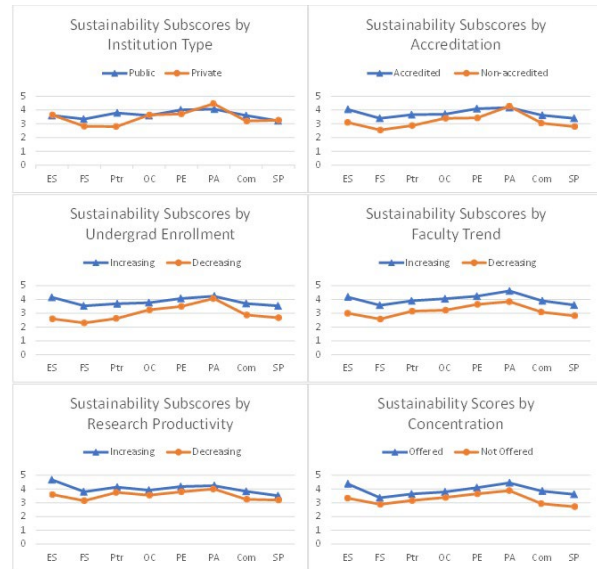 Sustainability Subscores by
Institution Type
Public Private
5
4
3
2
1
0
ES FS Ptr OC PE PA Com SP
Sustainability Subscores by
Accreditation
Accredited Non-accredited
5
4
3
2
1
0
ES FS Ptr OC PE PA Com SP
Sustainability Subscores by
Undergrad Enrollment
Increasing Decreasing
5
4
3
2
1
0
ES FS Ptr OC PE PA Com SP
Sustainability Subscores by
Faculty Trend
Increasing Decreasing
5
4
3
2
1
0
ES FS Ptr OC PE PA Com SP
Sustainability Subscores by
Research Productivity
Increasing Decreasing
5
4
3
2
1
0
ES FS Ptr OC PE PA Com SP
Sustainability Scores by
Concentration
Offered Not Offered
5
4
3
2
1
0
ES FS Ptr OC PE PA Com SP